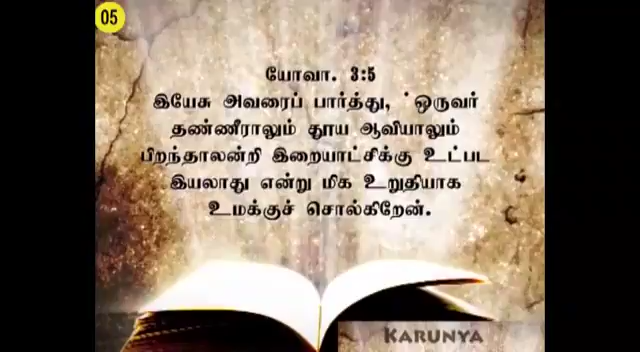 05
யோவா. 3:5
இயேசு அவரைப் பார்த்து, ‛ஒருவர்
தண்ணீராலும் தூய ஆவியாலும்
பிறந்தாலன்றி இறையாட்சிக்கு உட்பட
இயலாது என்று மிக உறுதியாக
உமக்குச் சொல்கிறேன்.
KARUNYA